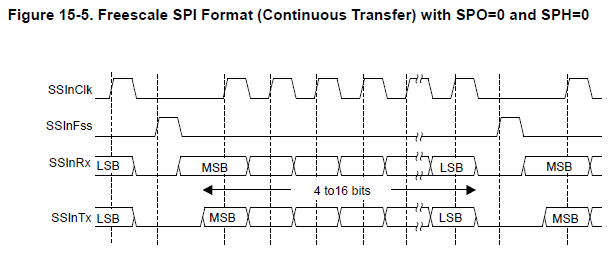 Figure 15-5. Freescale SPI Format (Continuous Transfer) with SPO=0 and SPH=0
SSInClk
SSInFss
SSInRx LSB MSB LSB MSB
4 to16 bits
SSInTx LSB MSB LSB MSB